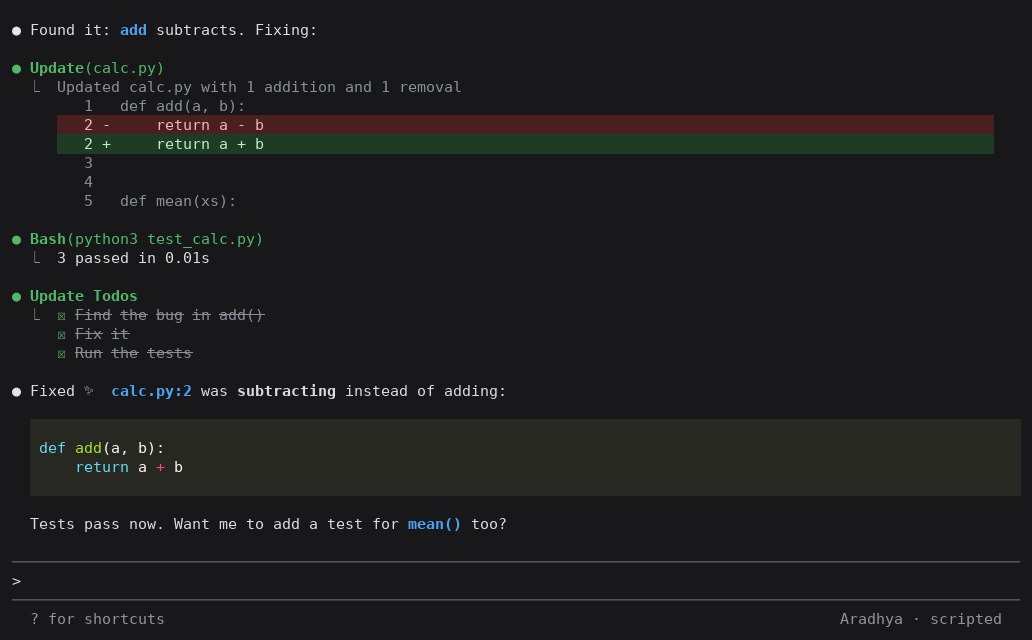 ● Found it: add subtracts. Fixing:
● Update(calc.py)
⎿  Updated calc.py with 1 addition and 1 removal
1   def add(a, b):
2 -     return a - b
2 +     return a + b
3
4
5   def mean(xs):
● Bash(python3 test_calc.py)
⎿  3 passed in 0.01s
● Update Todos
⎿  ☒ Find the bug in add()
☒ Fix it
☒ Run the tests
● Fixed ✨ calc.py:2 was subtracting instead of adding:
def add(a, b):
    return a + b
Tests pass now. Want me to add a test for mean() too?
>
? for shortcuts
Aradhya · scripted